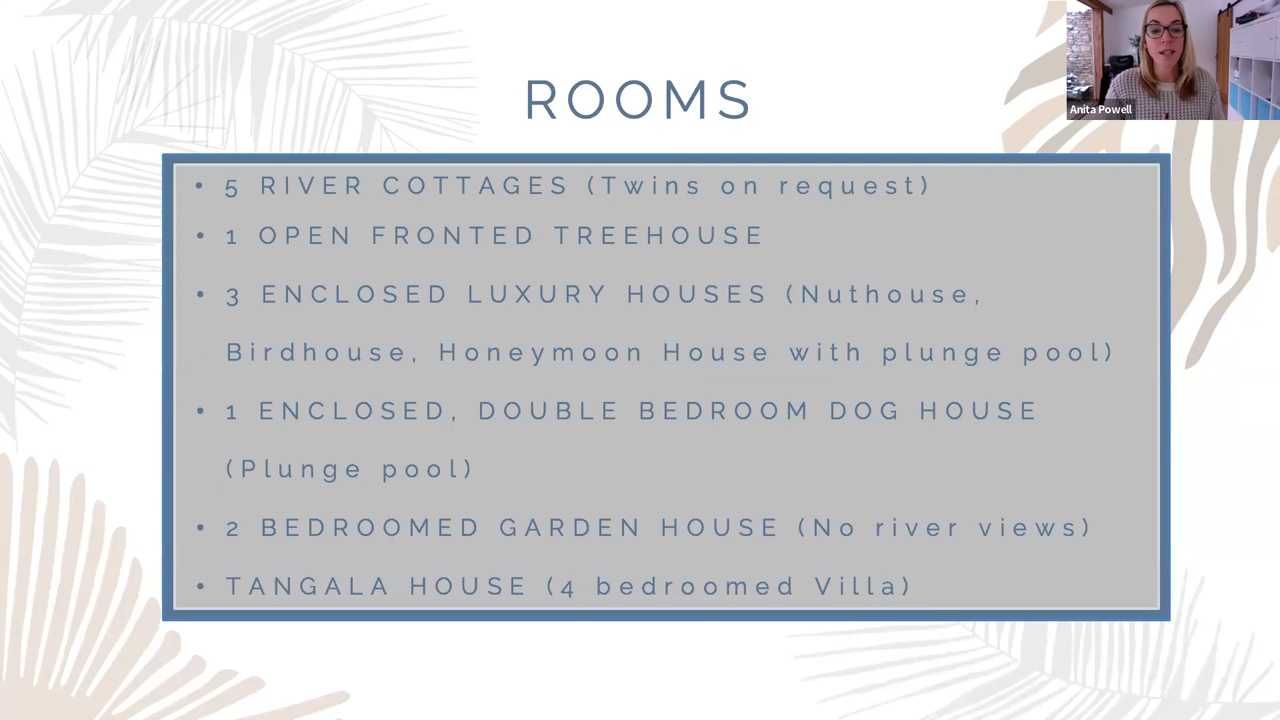 ROOMS
Anita Powell
• 5 RIVER COTTAGES (Twins on request)
• 1 OPEN FRONTED TREEHOUSE
• 3 ENCLOSED LUXURY HOUSES (Nuthouse,
Birdhouse, Honeymoon House with plunge pool)
• 1 ENCLOSED, DOUBLE BEDROOM DOG HOUSE
(Plunge pool)
• 2 BEDROOMED GARDEN HOUSE (No river views)
• TANGALA HOUSE (4 bedroomed Villa)